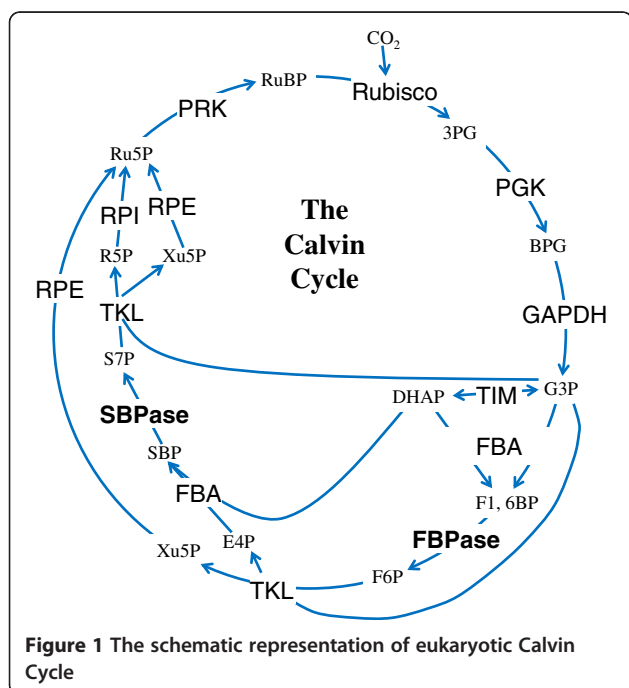 CO2
RuBP
Rubisco
PRK
3PG
Ru5P
PGK
RPI
RPE
The
Calvin
Cycle
R5P
Xu5P
BPG
RPE
TKL
GAPDH
S7P
DHAP
TIM
G3P
SBPase
FBA
SBP
FBA
F1, 6BP
Xu5P
E4P
FBPase
TKL
F6P
Figure 1 The schematic representation of eukaryotic Calvin
Cycle